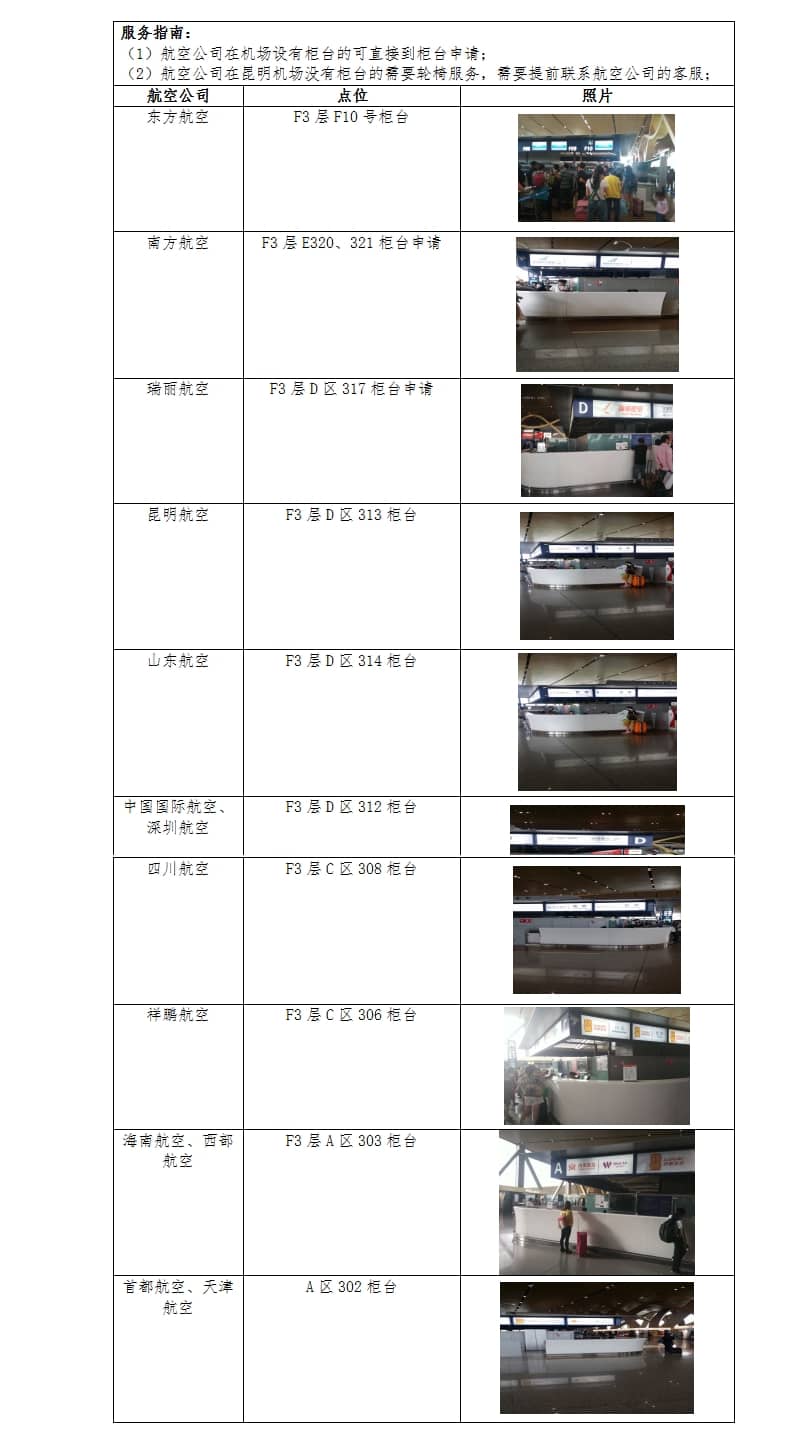 服务指南：
（1）航空公司在机场设有柜台的可直接到柜台申请；
（2）航空公司在昆明机场没有柜台的需要轮椅服务，需要提前联系航空公司的客服；
航空公司 点位 照片
东方航空 F3 层 F10 号柜台
F10
南方航空 F3 层 E320、321 柜台申请
瑞丽航空 F3 层 D 区 317 柜台申请
D
昆明航空 F3 层 D 区 313 柜台
山东航空 F3 层 D 区 314 柜台
中国国际航空、 F3 层 D 区 312 柜台
深圳航空
D
四川航空 F3 层 C 区 308 柜台
祥鹏航空 F3 层 C 区 306 柜台
海南航空、西部 F3 层 A 区 303 柜台
航空
A
首都航空、天津 A 区 302 柜台
航空